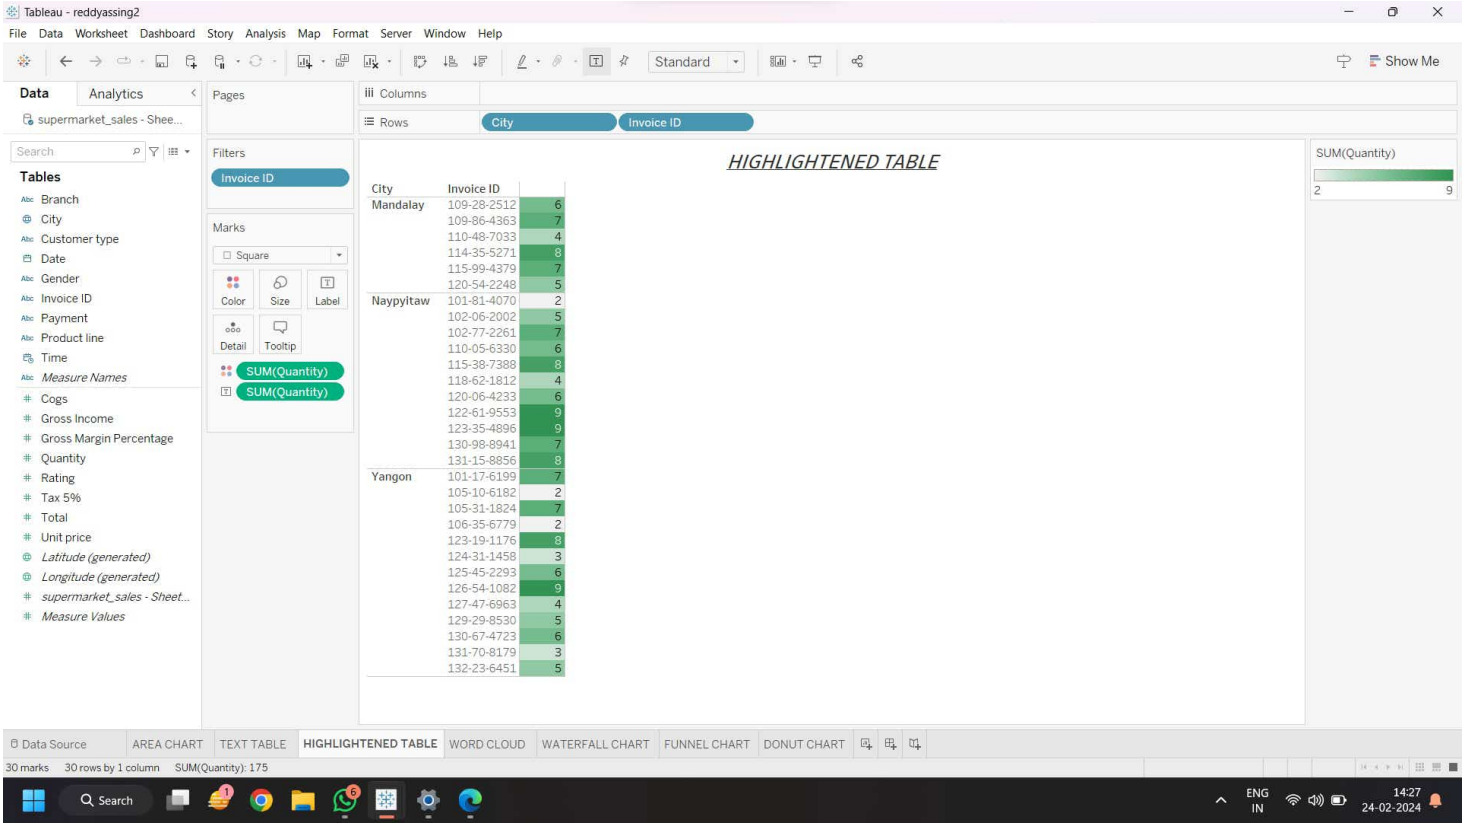 Tableau - reddyassing2
File Data Worksheet Dashboard Story Analysis Map Format Server Window Help
Standard
Show Me
Data Analytics
Pages
Columns
supermarket_sales - Shee...
Rows City Invoice ID
Search
Filters
Invoice ID
HIGHLIGHTENED TABLE
SUM(Quantity)
2 9
Tables
Abc Branch
City
Abc Customer type
Date
Abc Gender
Abc Invoice ID
Abc Payment
Abc Product line
Time
Abc Measure Names
# Cogs
# Gross Income
# Gross Margin Percentage
# Quantity
# Rating
# Tax 5%
# Total
# Unit price
Latitude (generated)
Longitude (generated)
# supermarket_sales - Sheet...
# Measure Values
Marks
Square
Color Size Label
Detail Tooltip
SUM(Quantity)
SUM(Quantity)
City Invoice ID
Mandalay 109-28-2512 6
109-86-4363 7
110-48-7033 4
114-35-5271 8
115-99-4379 7
120-54-2248 5
Naypyitaw 101-81-4070 2
102-06-2002 5
102-77-2261 7
110-05-6330 6
115-38-7388 8
118-62-1812 4
120-06-4233 6
122-61-9553 9
123-35-4896 9
130-98-8941 7
131-15-8856 8
Yangon 101-17-6199 7
105-10-6182 2
105-31-1824 7
106-35-6779 2
123-19-1176 8
124-31-1458 3
125-45-2293 6
126-54-1082 9
127-47-6963 4
129-29-8530 5
130-67-4723 6
131-70-8179 3
132-23-6451 5
Data Source AREA CHART TEXT TABLE HIGHLIGHTENED TABLE WORD CLOUD WATERFALL CHART FUNNEL CHART DONUT CHART
30 marks 30 rows by 1 column SUM(Quantity): 175
Search 1 6 ENG IN 14:27 24-02-2024